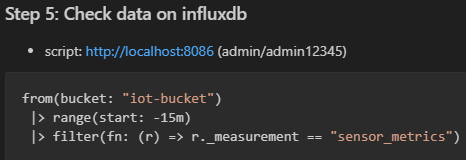 Step 5: Check data on influxdb
• script: http://localhost:8086 (admin/admin12345)
from(bucket: "iot-bucket")
 |> range(start: -15m)
 |> filter(fn: (r) => r._measurement == "sensor_metrics")